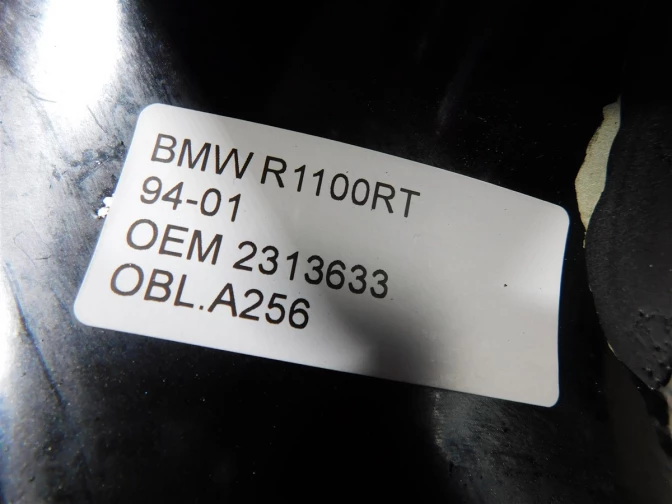 BMW R1100RT
94-01
OEM 2313633
OBL.A256